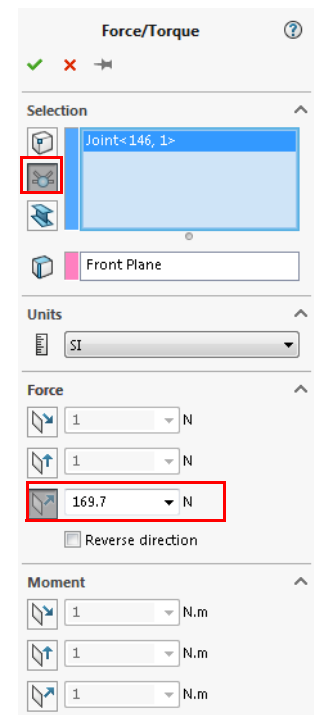 Force/Torque
Selection
Joint<146, 1>
Front Plane
Units
SI
Force
1 N
1 N
169.7 N
Reverse direction
Moment
1 N.m
1 N.m
1 N.m